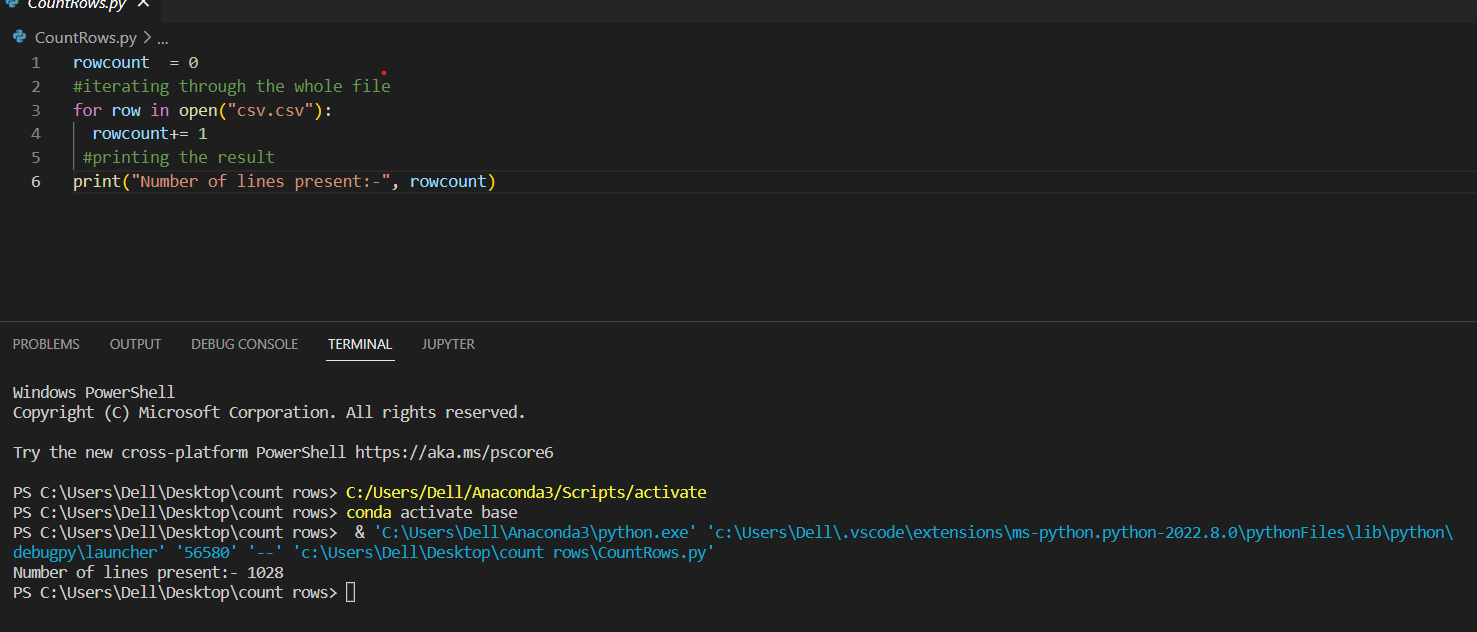 CountRows.py ×
CountRows.py > ...
1 rowcount  = 0
2 #iterating through the whole file
3 for row in open("csv.csv"):
4   rowcount+= 1
5  #printing the result
6 print("Number of lines present:-", rowcount)
PROBLEMS OUTPUT DEBUG CONSOLE TERMINAL JUPYTER
Windows PowerShell
Copyright (C) Microsoft Corporation. All rights reserved.
Try the new cross-platform PowerShell https://aka.ms/pscore6
PS C:\Users\Dell\Desktop\count rows> C:/Users/Dell/Anaconda3/Scripts/activate
PS C:\Users\Dell\Desktop\count rows> conda activate base
PS C:\Users\Dell\Desktop\count rows>  & 'C:\Users\Dell\Anaconda3\python.exe' 'c:\Users\Dell\.vscode\extensions\ms-python.python-2022.8.0\pythonFiles\lib\python\
debugpy\launcher' '56580' '--' 'c:\Users\Dell\Desktop\count rows\CountRows.py'
Number of lines present:- 1028
PS C:\Users\Dell\Desktop\count rows>